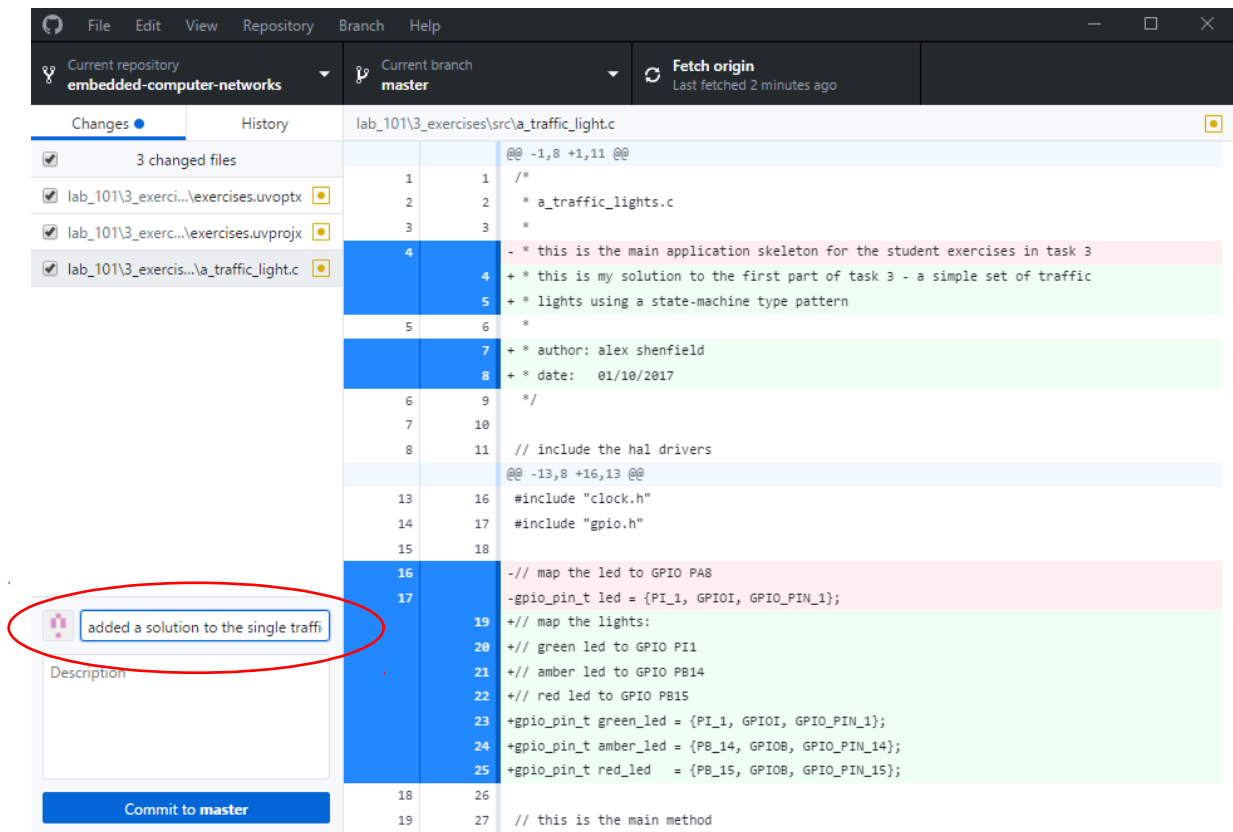 File Edit View Repository Branch Help
Current repository
embedded-computer-networks
Current branch
master
Fetch origin
Last fetched 2 minutes ago
Changes History
3 changed files
lab_101\3_exerci...\exercises.uvoptx
lab_101\3_exerc...\exercises.uvprojx
lab_101\3_exercis...\a_traffic_light.c
added a solution to the single traffi
Description
Commit to master
lab_101\3_exercises\src\a_traffic_light.c
@@ -1,8 +1,11 @@
1 1 /*
2 2 * a_traffic_lights.c
3 3 *
4 - * this is the main application skeleton for the student exercises in task 3
4 + * this is my solution to the first part of task 3 - a simple set of traffic
5 + * lights using a state-machine type pattern
5 6 *
7 + * author: alex shenfield
8 + * date:   01/10/2017
6 9 */
7 10
8 11 // include the hal drivers
@@ -13,8 +16,13 @@
13 16 #include "clock.h"
14 17 #include "gpio.h"
15 18
16 -// map the led to GPIO PA8
17 -gpio_pin_t led = {PI_1, GPIOI, GPIO_PIN_1};
19 +// map the lights:
20 +// green led to GPIO PI1
21 +// amber led to GPIO PB14
22 +// red led to GPIO PB15
23 +gpio_pin_t green_led = {PI_1, GPIOI, GPIO_PIN_1};
24 +gpio_pin_t amber_led = {PB_14, GPIOB, GPIO_PIN_14};
25 +gpio_pin_t red_led   = {PB_15, GPIOB, GPIO_PIN_15};
18 26
19 27 // this is the main method